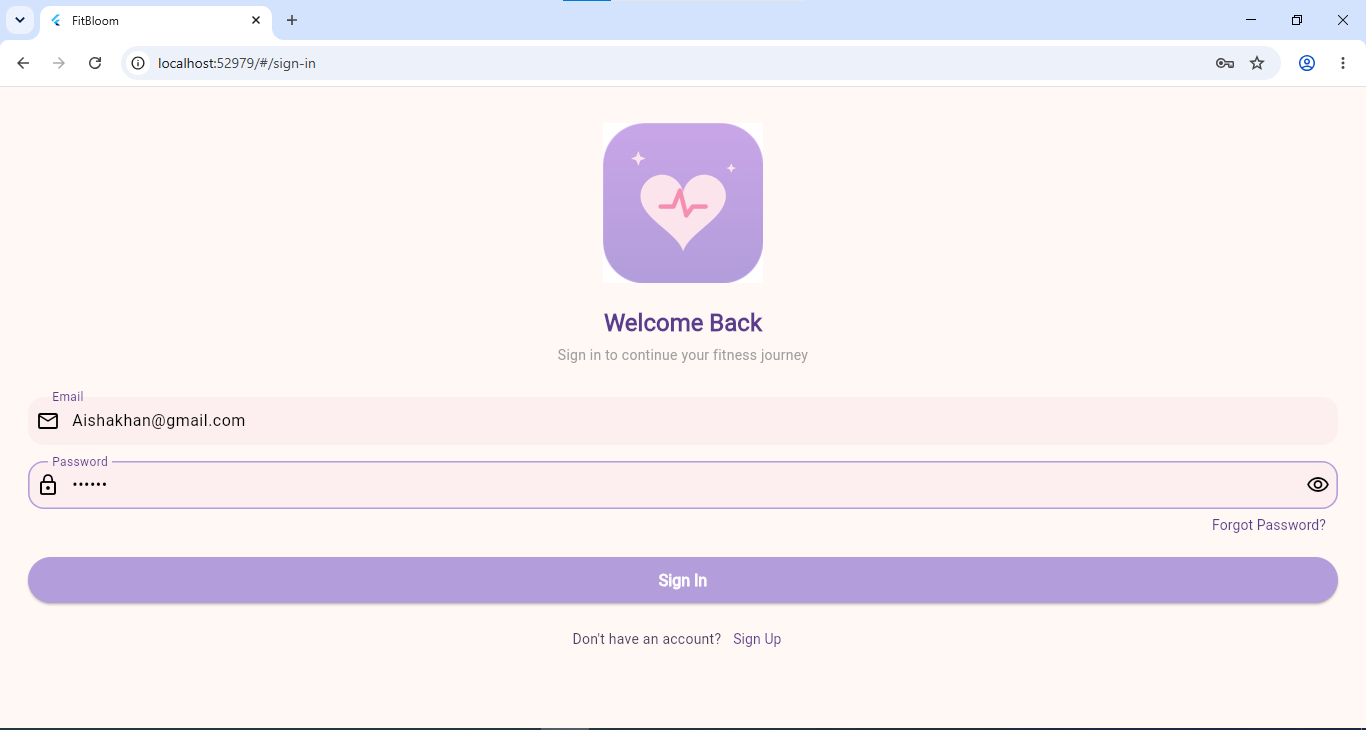 FitBloom
localhost:52979/#/sign-in
Welcome Back
Sign in to continue your fitness journey
Email
Aishakhan@gmail.com
Password
••••••
Forgot Password?
Sign In
Don't have an account? Sign Up